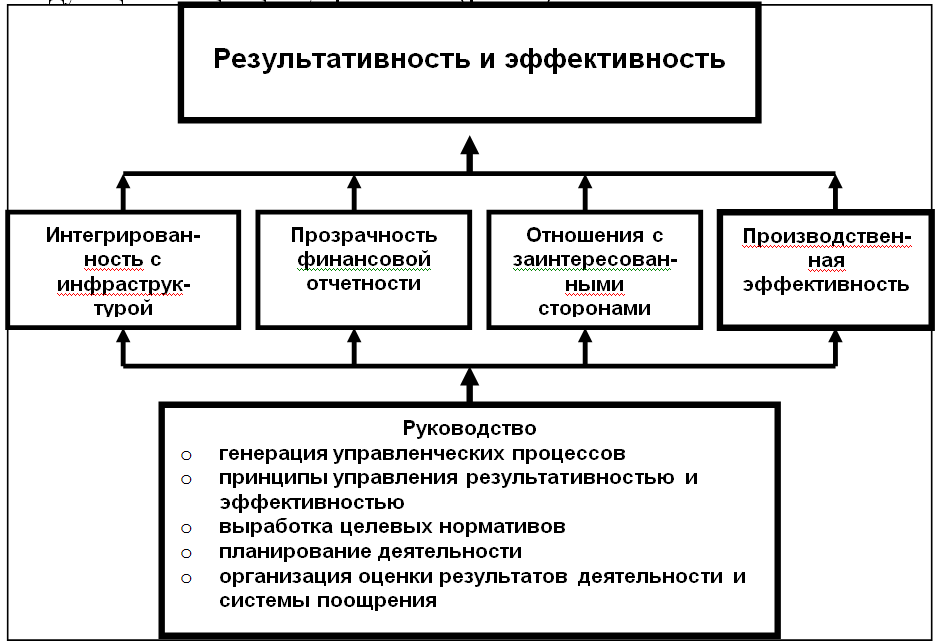 Результативность и эффективность
Интегрирован-
ность с
инфраструк-
турой
Прозрачность
финансовой
отчетности
Отношения с
заинтересован-
ными
сторонами
Производствен-
ная
эффективность
Руководство
o генерация управленческих процессов
o принципы управления результативностью и
эффективностью
o выработка целевых нормативов
o планирование деятельности
o организация оценки результатов деятельности и
системы поощрения